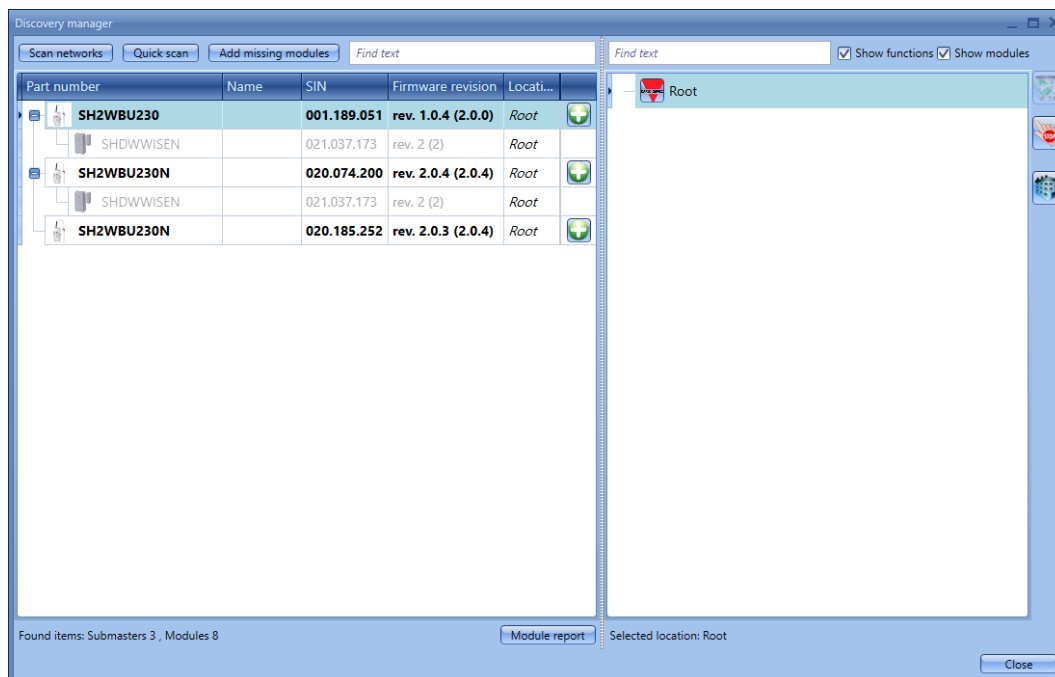 Discovery manager
Scan networks Quick scan Add missing modules Find text Find text Show functions Show modules
Part number Name SIN Firmware revision Locati...
SH2WBU230 001.189.051 rev. 1.0.4 (2.0.0) Root
SHDWWISEN 021.037.173 rev. 2 (2) Root
SH2WBU230N 020.074.200 rev. 2.0.4 (2.0.4) Root
SHDWWISEN 021.037.173 rev. 2 (2) Root
SH2WBU230N 020.185.252 rev. 2.0.3 (2.0.4) Root
Root
STOP
Found items: Submasters 3 , Modules 8 Module report Selected location: Root
Close